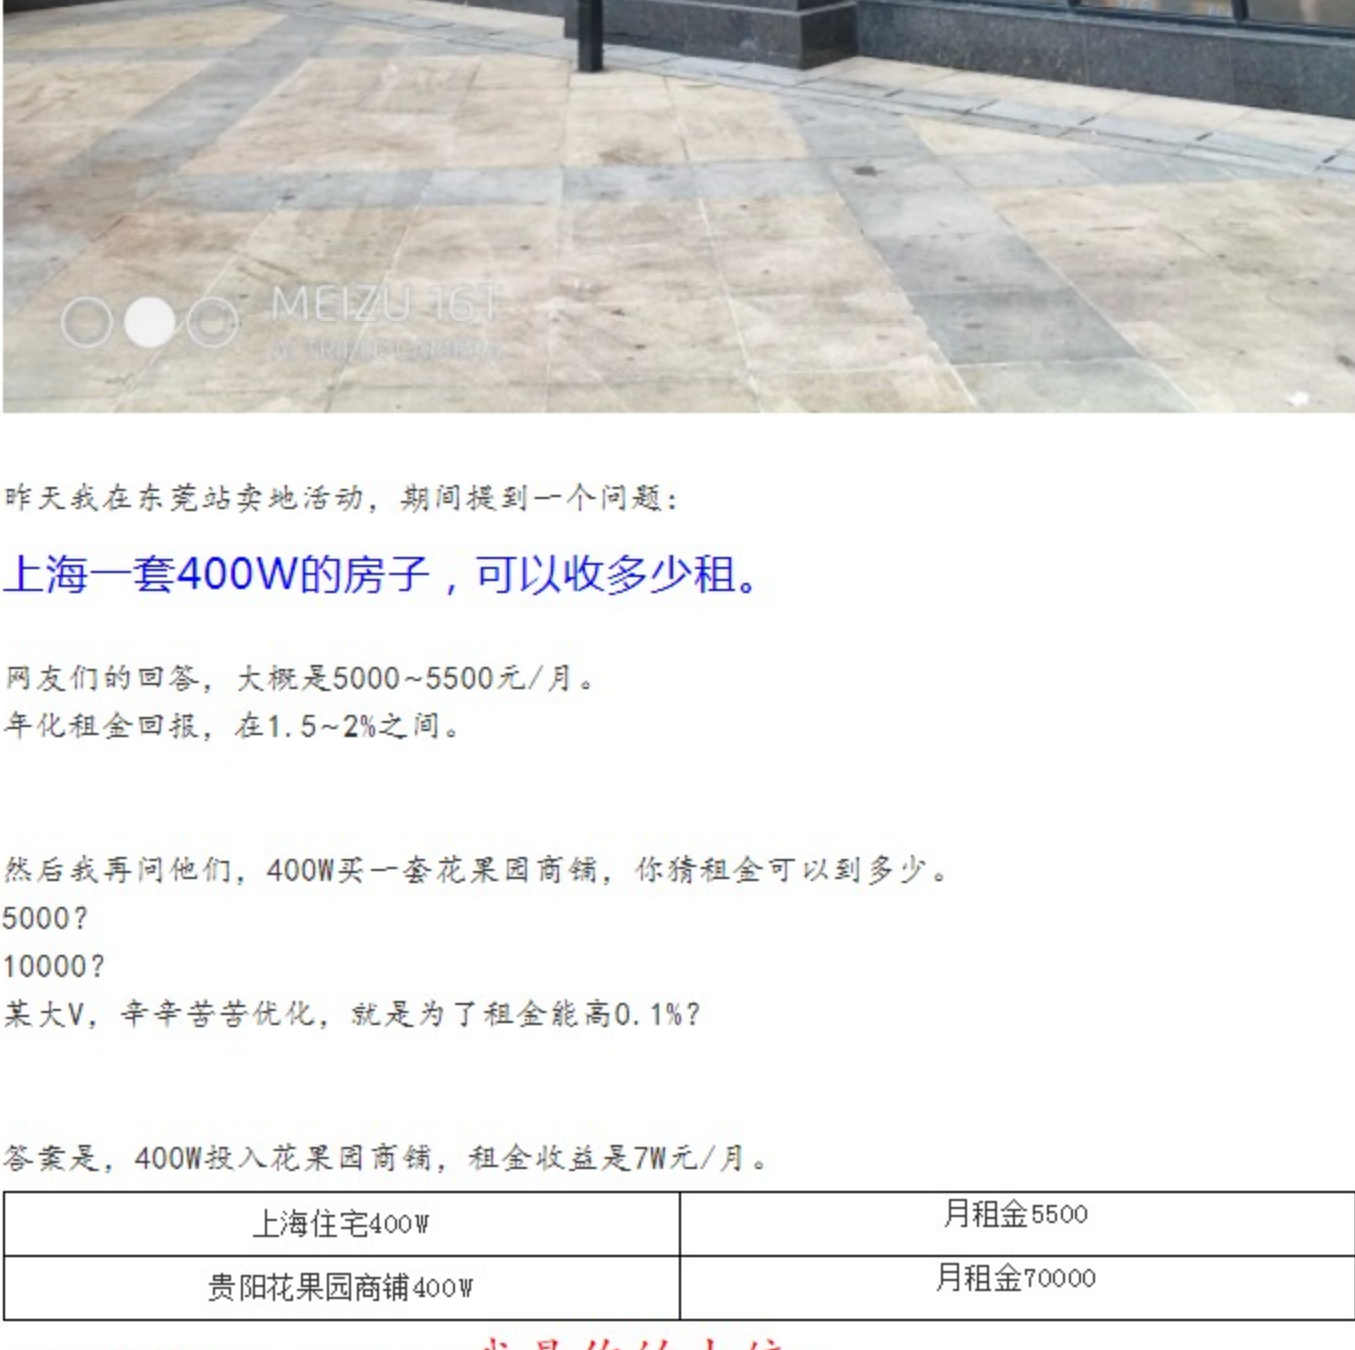 MEIZU 16T
AI TRIPLE CAMERA
昨天我在东莞站卖地活动，期间提到一个问题：
上海一套400W的房子，可以收多少租。
网友们的回答，大概是5000~5500元/月。
年化租金回报，在1.5~2%之间。
然后我再问他们，400W买一套花果园商铺，你猜租金可以到多少。
5000?
10000?
某大V，辛辛苦苦优化，就是为了租金能高0.1%?
答案是，400W投入花果园商铺，租金收益是7W元/月。
上海住宅400W 月租金5500
贵阳花果园商铺400W 月租金70000